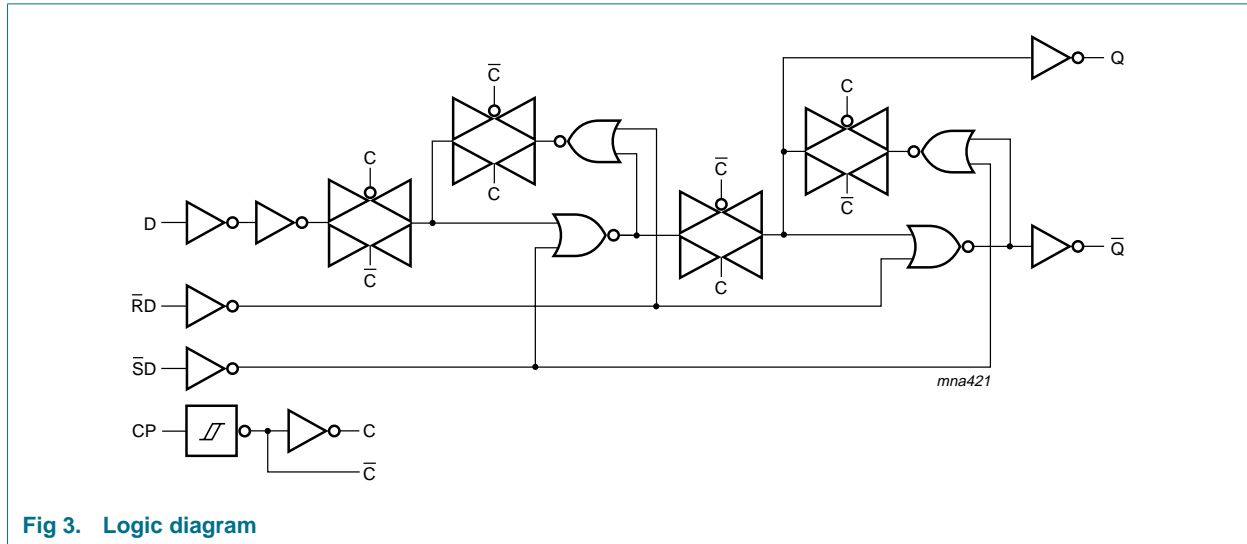 C̅
C
Q
C
C
C̅
D
C
C̅
Q̅
C̅
C
R̅D
S̅D
mna421
CP
C
C̅
Fig 3. Logic diagram